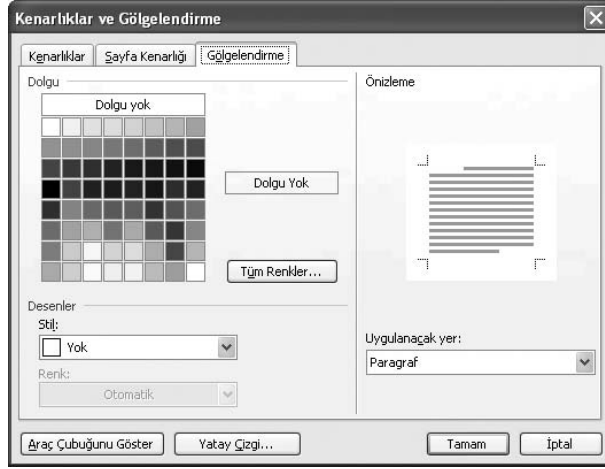 Kenarlıklar ve Gölgelendirme
Kenarlıklar
Sayfa Kenarlığı
Gölgelendirme
Dolgu
Dolgu yok
Dolgu Yok
Tüm Renkler...
Desenler
Stil:
Yok
Renk:
Otomatik
Önizleme
Uygulanacak yer:
Paragraf
Araç Çubuğunu Göster
Yatay Çizgi...
Tamam
İptal